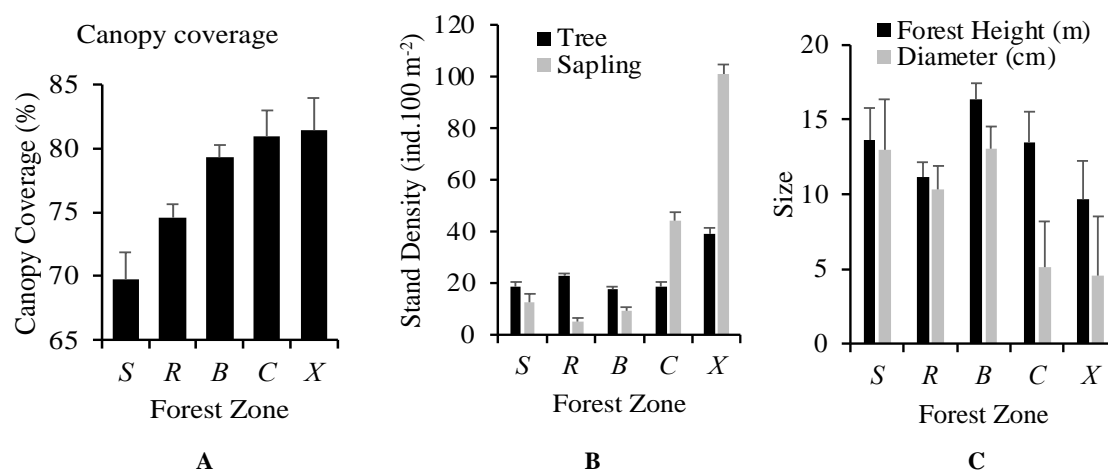 Canopy coverage
Canopy Coverage (%)
85
80
75
70
65
S R B C X
Forest Zone
A
Stand Density (ind.100 m-2)
120
100
80
60
40
20
0
Tree
Sapling
S R B C X
Forest Zone
B
Size
20
15
10
5
0
Forest Height (m)
Diameter (cm)
S R B C X
Forest Zone
C